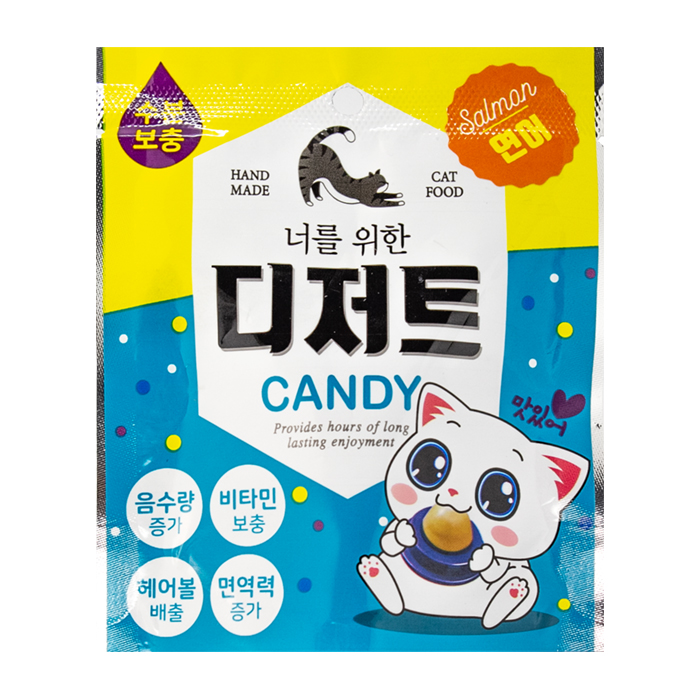 수분
보충
Salmon
연어
HAND
MADE
CAT
FOOD
너를 위한
디저트
CANDY
Provides hours of long
lasting enjoyment
맛있어
음수량
증가
비타민
보충
헤어볼
배출
면역력
증가